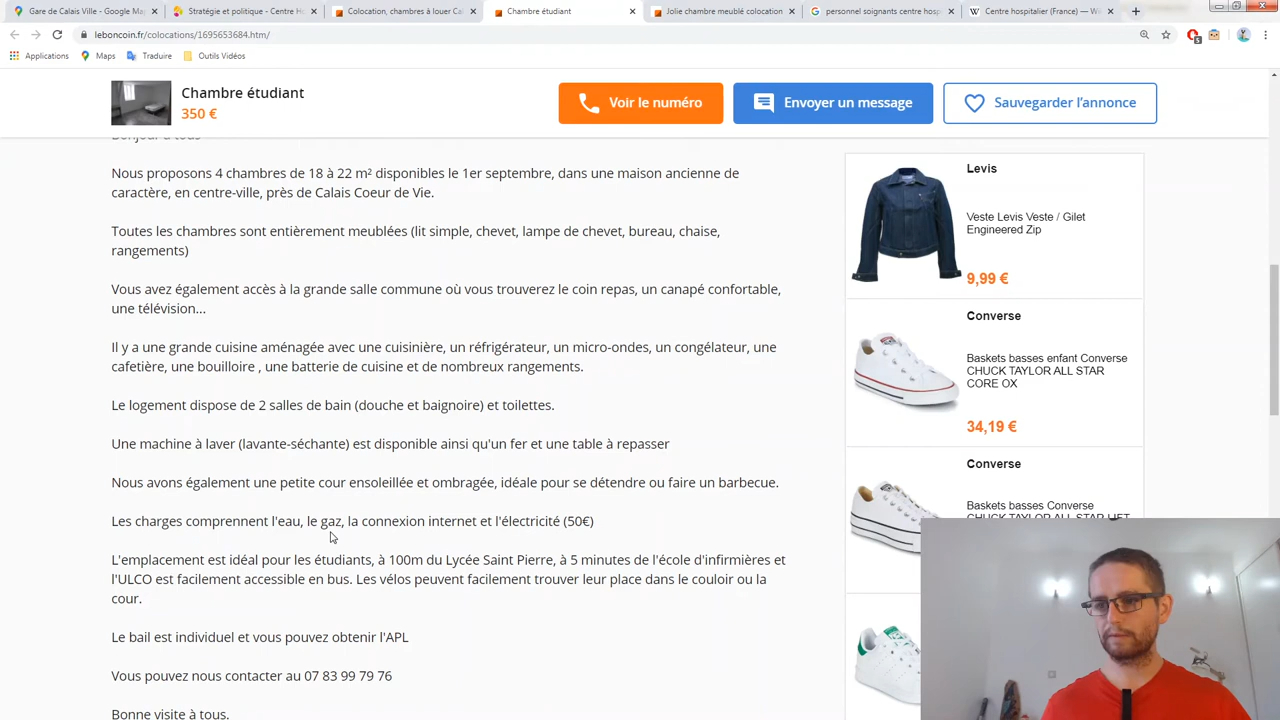 Gare de Calais Ville - Google Ma
Stratégie et politique - Centre H
Colocation, chambres à louer Cal
Chambre étudiant
Jolie chambre meublé colocation
personnel soignants centre hosp
Centre hospitalier (France) — Wi
leboncoin.fr/colocations/1695653684.htm/
Applications
Maps
Traduire
Outils Vidéos
Chambre étudiant
350 €
Voir le numéro
Envoyer un message
Sauvegarder l'annonce
Bonjour à tous
Nous proposons 4 chambres de 18 à 22 m² disponibles le 1er septembre, dans une maison ancienne de
caractère, en centre-ville, près de Calais Coeur de Vie.
Toutes les chambres sont entièrement meublées (lit simple, chevet, lampe de chevet, bureau, chaise,
rangements)
Vous avez également accès à la grande salle commune où vous trouverez le coin repas, un canapé confortable,
une télévision...
Il y a une grande cuisine aménagée avec une cuisinière, un réfrigérateur, un micro-ondes, un congélateur, une
cafetière, une bouilloire , une batterie de cuisine et de nombreux rangements.
Le logement dispose de 2 salles de bain (douche et baignoire) et toilettes.
Une machine à laver (lavante-séchante) est disponible ainsi qu'un fer et une table à repasser
Nous avons également une petite cour ensoleillée et ombragée, idéale pour se détendre ou faire un barbecue.
Les charges comprennent l'eau, le gaz, la connexion internet et l'électricité (50€)
L'emplacement est idéal pour les étudiants, à 100m du Lycée Saint Pierre, à 5 minutes de l'école d'infirmières et
l'ULCO est facilement accessible en bus. Les vélos peuvent facilement trouver leur place dans le couloir ou la
cour.
Le bail est individuel et vous pouvez obtenir l'APL
Vous pouvez nous contacter au 07 83 99 79 76
Bonne visite à tous.
Levis
Veste Levis Veste / Gilet
Engineered Zip
9,99 €
Converse
Baskets basses enfant Converse
CHUCK TAYLOR ALL STAR
CORE OX
34,19 €
Converse
Baskets basses Converse
CHUCK TAYLOR ALL STAR LIFT